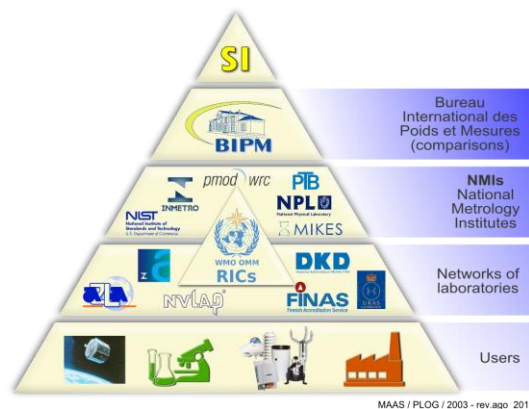 SI
BIPM
Bureau
International des
Poids et Mesures
(comparisons)
INMETRO
pmod wrc
PTB
NPL
National Physical Laboratory
NIST
National Institute of
Standards and Technology
U.S. Department of Commerce
MIKES
NMIs
National
Metrology
Institutes
WMO OMM
RICs
DKD
NVLAP
FINAS
Finnish Accreditation Service
UKAS
Networks of
laboratories
Users
MAAS / PLOG / 2003 - rev.ago 201